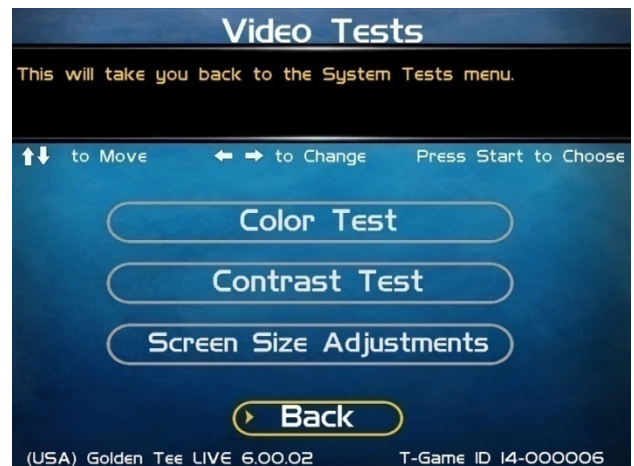 Video Tests
This will take you back to the System Tests menu.
to Move to Change Press Start to Choose
Color Test
Contrast Test
Screen Size Adjustments
Back
(USA) Golden Tee LIVE 6.00.02 T-Game ID 14-000006